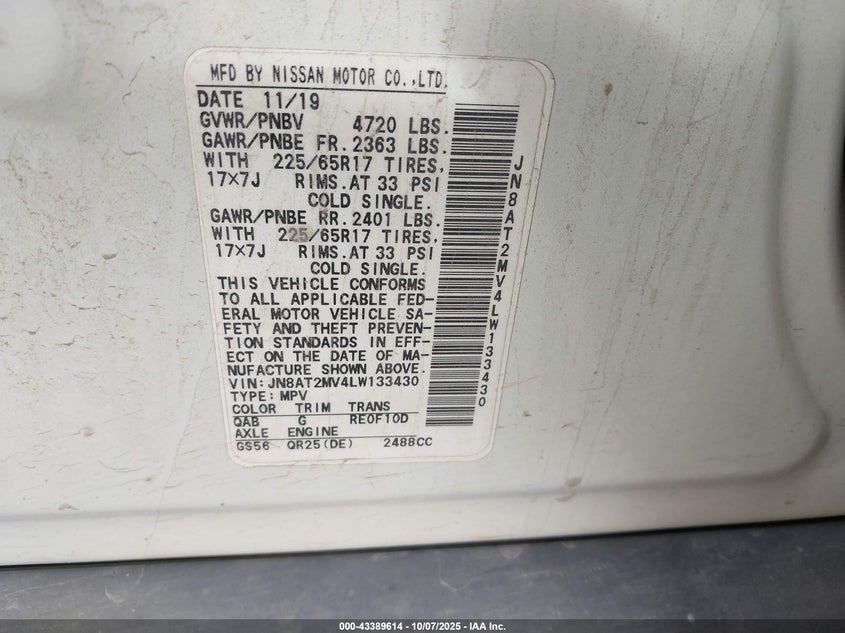 MFD BY NISSAN MOTOR CO.,LTD.
DATE 11/19
GVWR/PNBV 4720 LBS.
GAWR/PNBE FR. 2363 LBS.
WITH 225/65R17 TIRES,
17×7J RIMS.AT 33 PSI
COLD SINGLE.
GAWR/PNBE RR. 2401 LBS.
WITH 225/65R17 TIRES,
17×7J RIMS.AT 33 PSI
COLD SINGLE.
THIS VEHICLE CONFORMS
TO ALL APPLICABLE FED-
ERAL MOTOR VEHICLE SA-
FETY AND THEFT PREVEN-
TION STANDARDS IN EFF-
ECT ON THE DATE OF MA-
NUFACTURE SHOWN ABOVE.
VIN:JN8AT2MV4LW133430
TYPE:MPV
COLOR TRIM TRANS
QAB G RE0F10D
AXLE ENGINE
GS56 QR25(DE) 2488CC
JN8AT2MV4LW133430
000-43389614 - 10/07/2025 - IAA Inc.